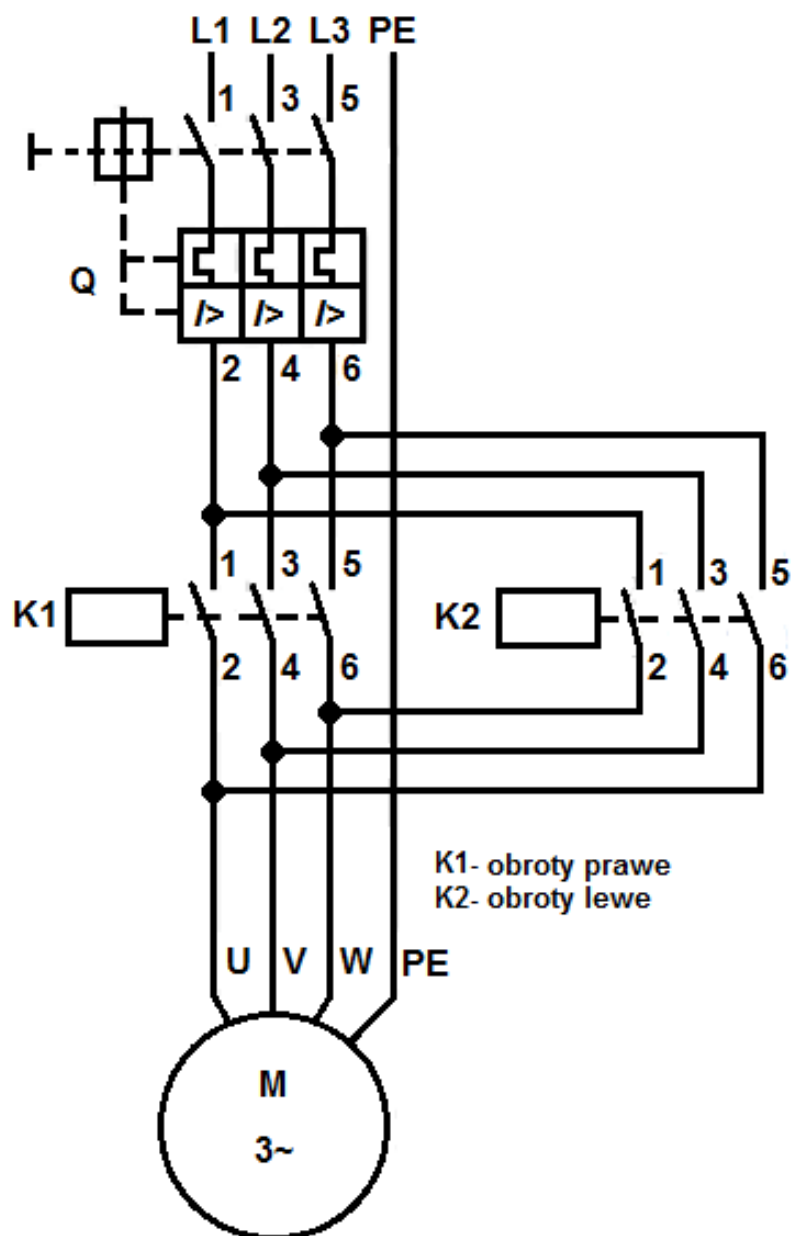 L1 L2 L3 PE
1 3 5
Q
/> /> />
2 4 6
1 3 5 1 3 5
K1 K2
2 4 6 2 4 6
K1- obroty prawe
K2- obroty lewe
U V W PE
M
3~